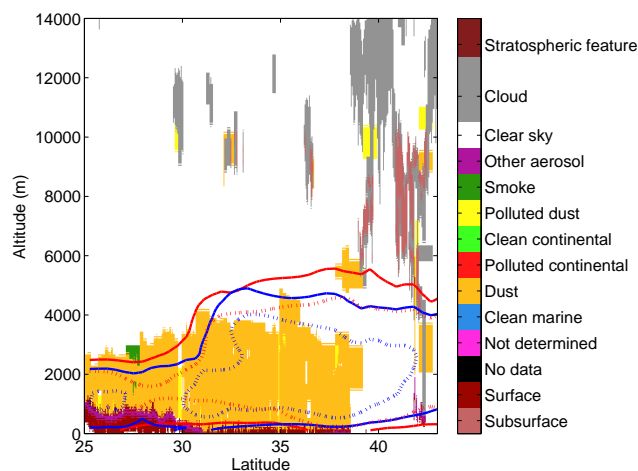 14000
12000
10000
8000
6000
4000
2000
0
Altitude (m)
25
30
35
40
Latitude
Stratospheric feature
Cloud
Clear sky
Other aerosol
Smoke
Polluted dust
Clean continental
Polluted continental
Dust
Clean marine
Not determined
No data
Surface
Subsurface